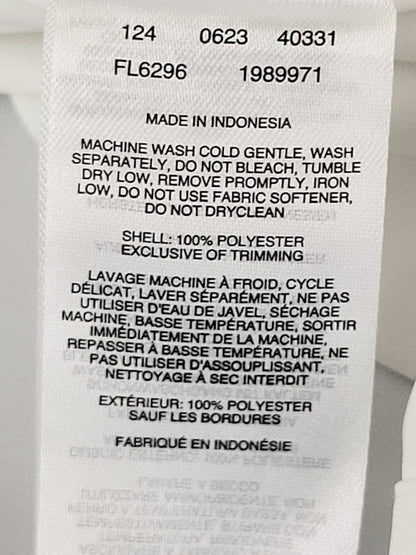 124 0623 40331
FL6296 1989971
MADE IN INDONESIA
MACHINE WASH COLD GENTLE, WASH
SEPARATELY, DO NOT BLEACH, TUMBLE
DRY LOW, REMOVE PROMPTLY, IRON
LOW, DO NOT USE FABRIC SOFTENER,
DO NOT DRYCLEAN
SHELL: 100% POLYESTER
EXCLUSIVE OF TRIMMING
LAVAGE MACHINE À FROID, CYCLE
DÉLICAT, LAVER SÉPARÉMENT, NE PAS
UTILISER D'EAU DE JAVEL, SÉCHAGE
MACHINE, BASSE TEMPÉRATURE, SORTIR
IMMÉDIATEMENT DE LA MACHINE,
REPASSER À BASSE TEMPÉRATURE, NE
PAS UTILISER D'ASSOUPLISSANT,
NETTOYAGE À SEC INTERDIT
EXTÉRIEUR: 100% POLYESTER
SAUF LES BORDURES
FABRIQUÉ EN INDONÉSIE